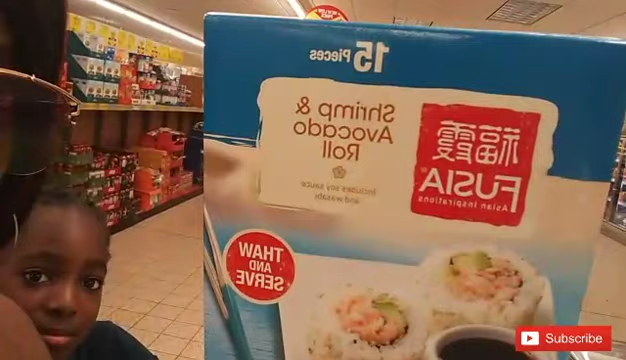 15 Pieces
Shrimp &
Avocado
Roll
Includes soy sauce
and wasabi
福霞
FUSIA®
Asian Inspirations
THAW
AND
SERVE
Subscribe